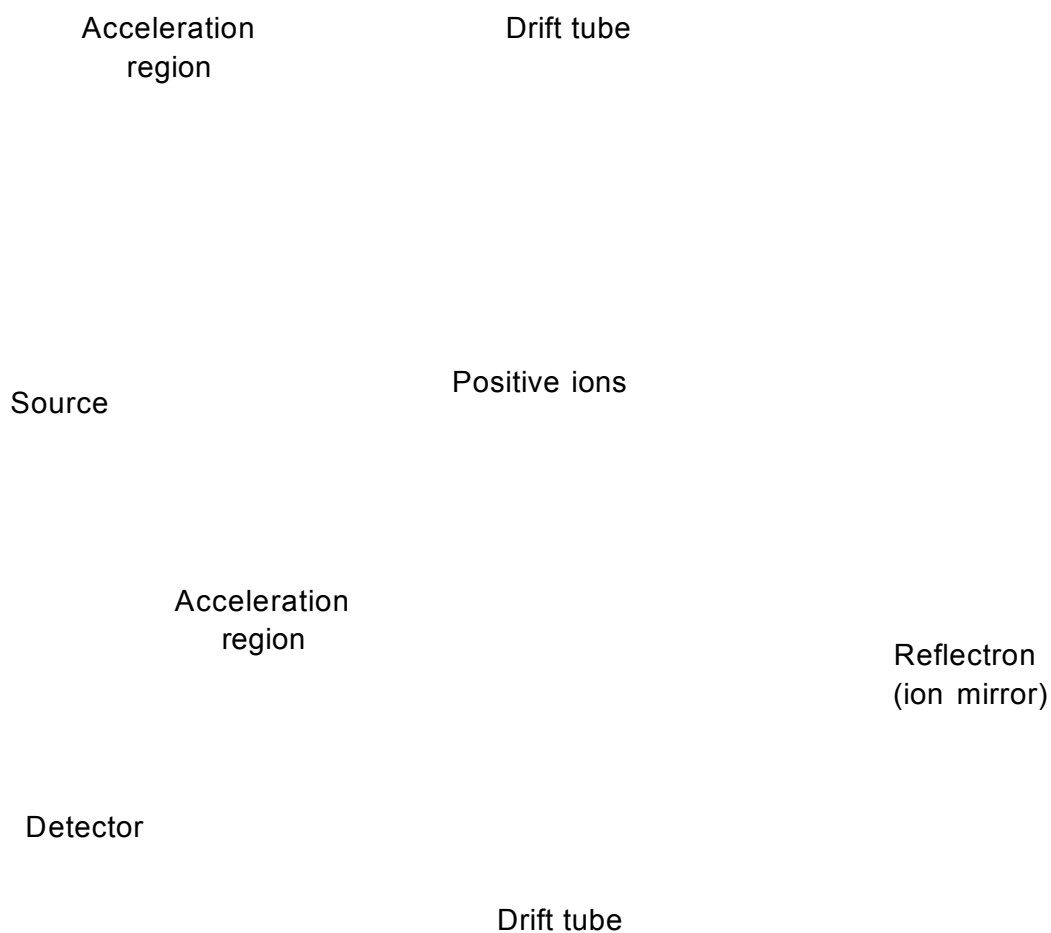 Acceleration
region
Drift tube
Positive ions
Source
Acceleration
region
Reflectron
(ion mirror)
Detector
Drift tube